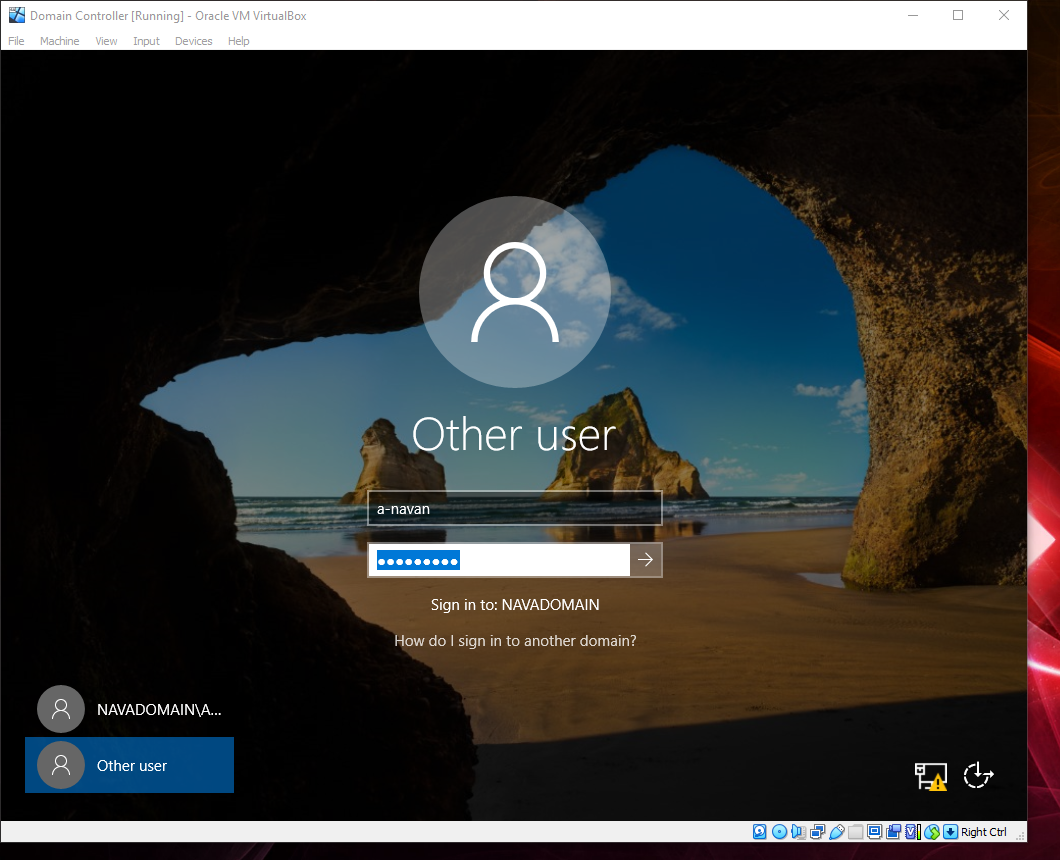 Domain Controller [Running] - Oracle VM VirtualBox
File Machine View Input Devices Help
Other user
a-navan
Sign in to: NAVADOMAIN
How do I sign in to another domain?
NAVADOMAIN\A...
Other user
Right Ctrl